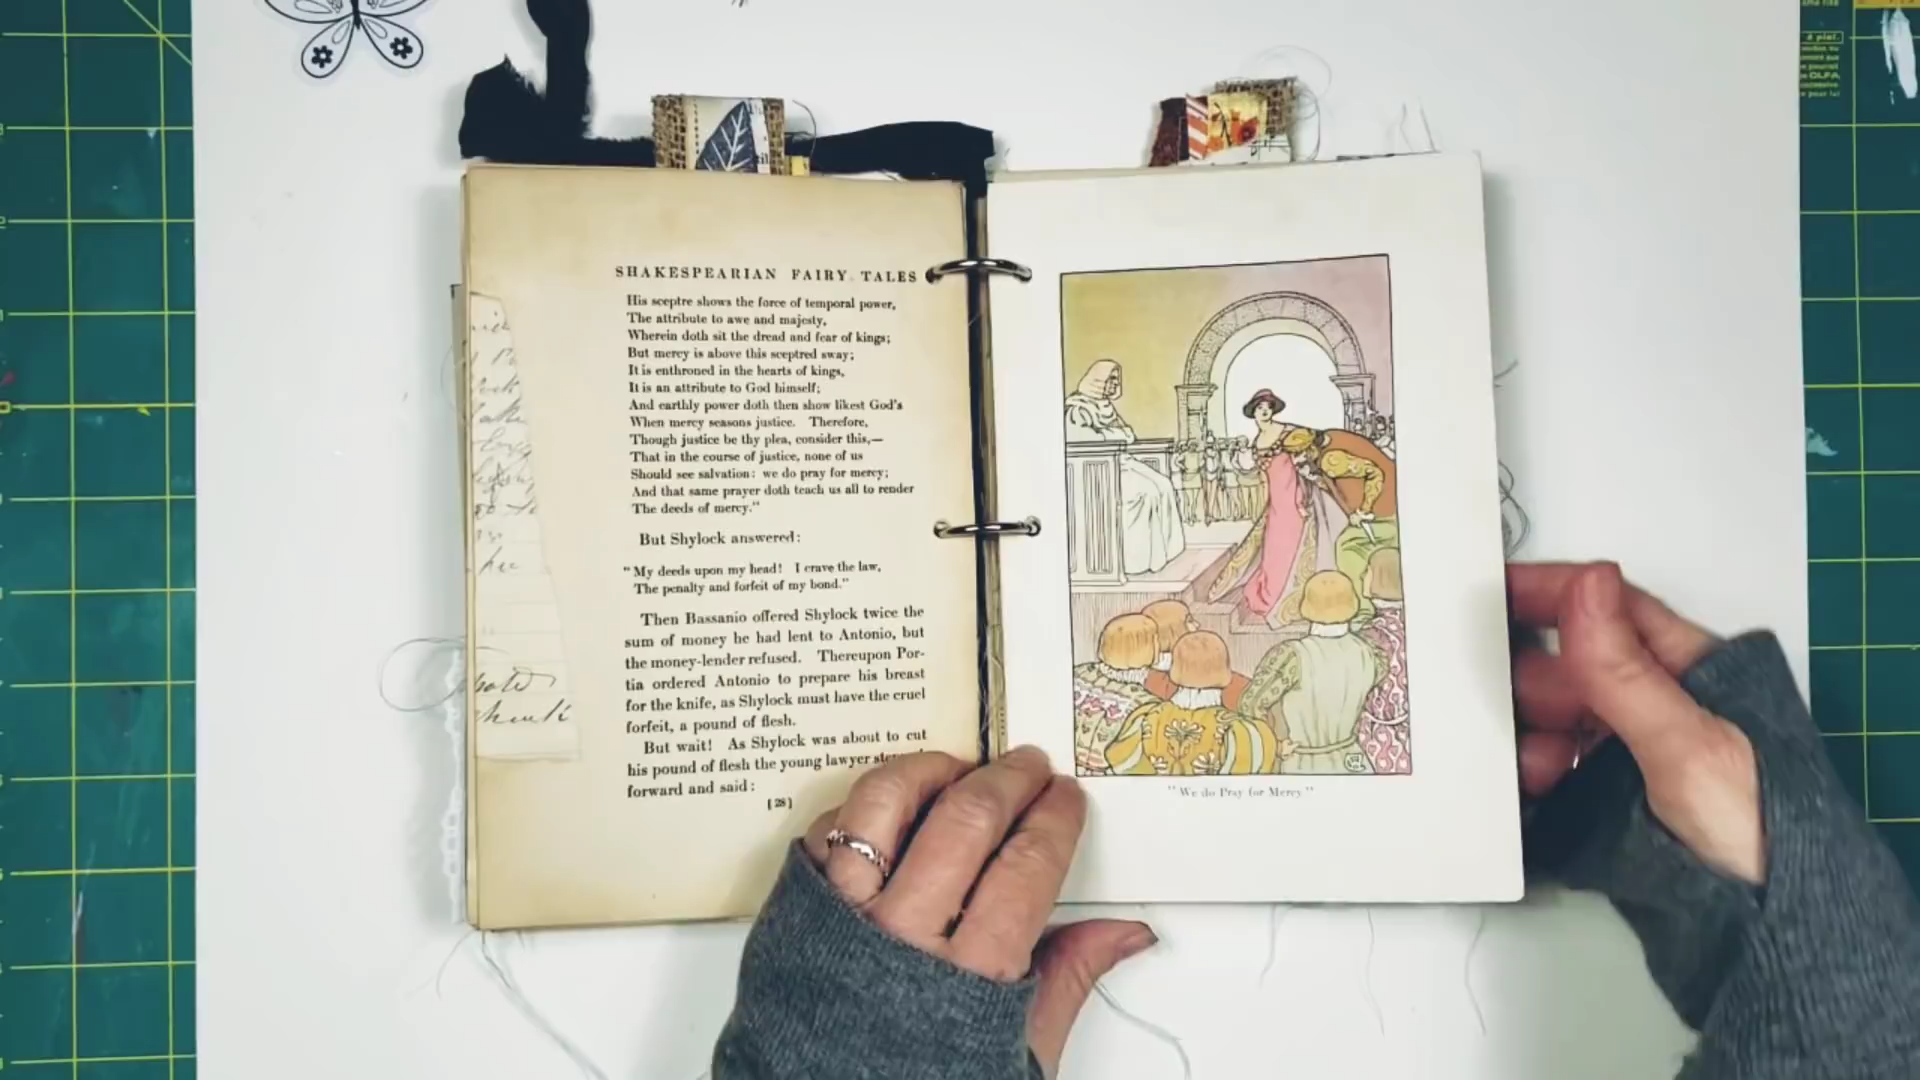 SHAKESPEARIAN FAIRY TALES
His sceptre shows the force of temporal power,
The attribute to awe and majesty,
Wherein doth sit the dread and fear of kings;
But mercy is above this sceptred sway;
It is enthroned in the hearts of kings,
It is an attribute to God himself;
And earthly power doth then show likest God's
When mercy seasons justice. Therefore,
Though justice be thy plea, consider this,—
That in the course of justice, none of us
Should see salvation: we do pray for mercy;
And that same prayer doth teach us all to render
The deeds of mercy."
But Shylock answered:
"My deeds upon my head! I crave the law,
The penalty and forfeit of my bond."
Then Bassanio offered Shylock twice the
sum of money he had lent to Antonio, but
the money-lender refused. Thereupon Por-
tia ordered Antonio to prepare his breast
for the knife, as Shylock must have the cruel
forfeit, a pound of flesh.
But wait! As Shylock was about to cut
his pound of flesh the young lawyer
forward and said:
[28]
"We do Pray for Mercy"
à plat.
OLFA